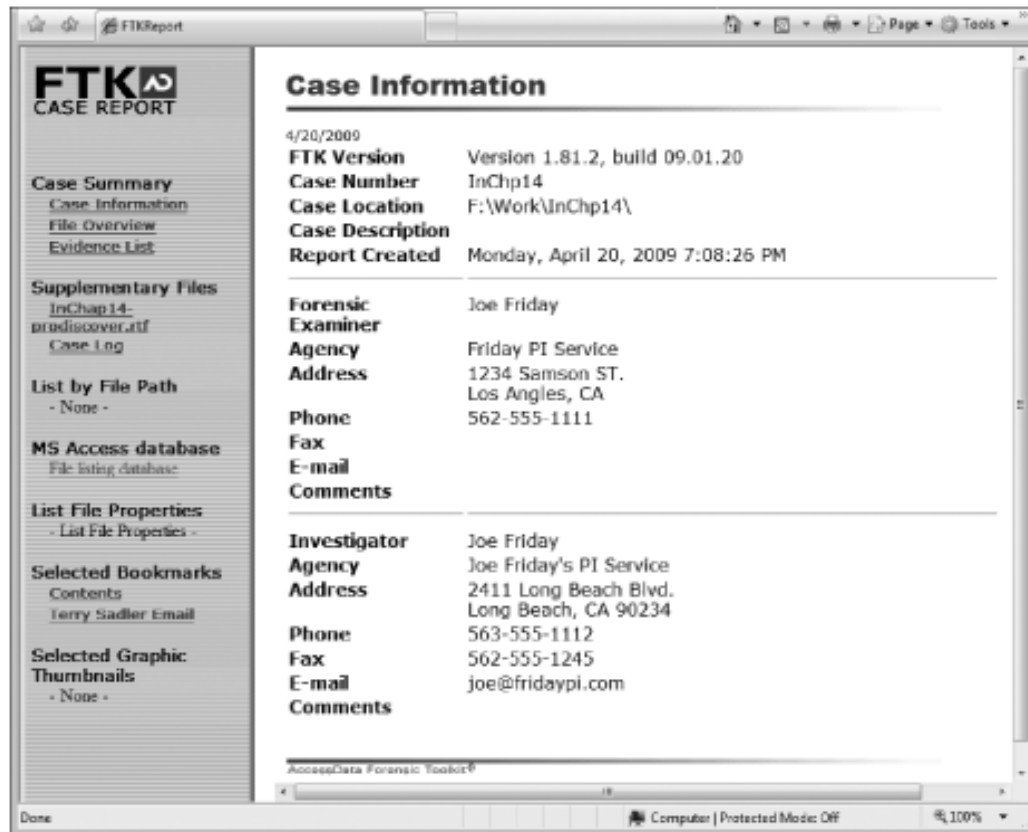 FTKReport
Page
Tools
FTK
CASE REPORT
Case Summary
Case Information
File Overview
Evidence List
Supplementary Files
InChap14-
prodiscover.rtf
Case Log
List by File Path
- None -
MS Access database
File listing database
List File Properties
- List File Properties -
Selected Bookmarks
Contents
Terry Sadler Email
Selected Graphic
Thumbnails
- None -
Case Information
4/20/2009
FTK Version Version 1.81.2, build 09.01.20
Case Number InChp14
Case Location F:\Work\InChp14\
Case Description
Report Created Monday, April 20, 2009 7:08:26 PM
Forensic Joe Friday
Examiner
Agency Friday PI Service
Address 1234 Samson ST.
Los Angles, CA
Phone 562-555-1111
Fax
E-mail
Comments
Investigator Joe Friday
Agency Joe Friday's PI Service
Address 2411 Long Beach Blvd.
Long Beach, CA 90234
Phone 563-555-1112
Fax 562-555-1245
E-mail joe@fridaypi.com
Comments
AccessData Forensic Toolkit®
Done
Computer | Protected Mode: Off
100%